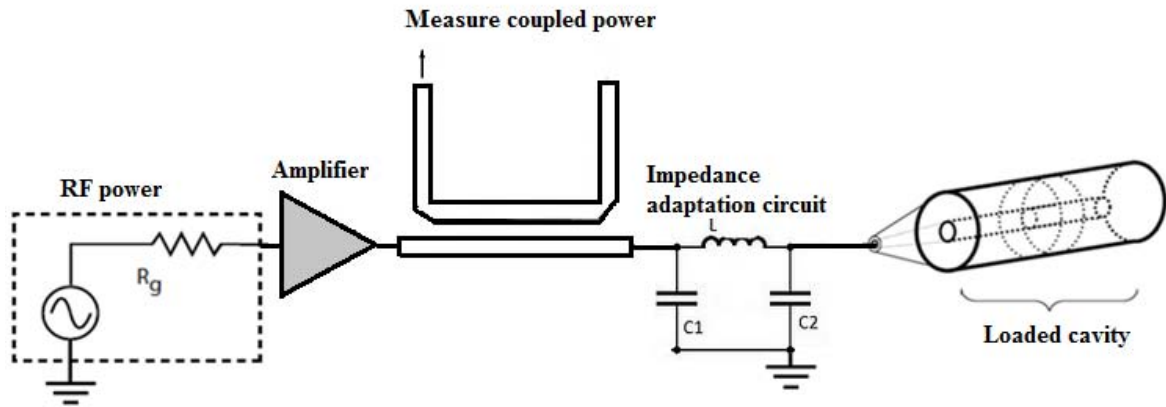 Measure coupled power
Amplifier
RF power
Impedance
adaptation circuit
L
Rg
C1
C2
Loaded cavity